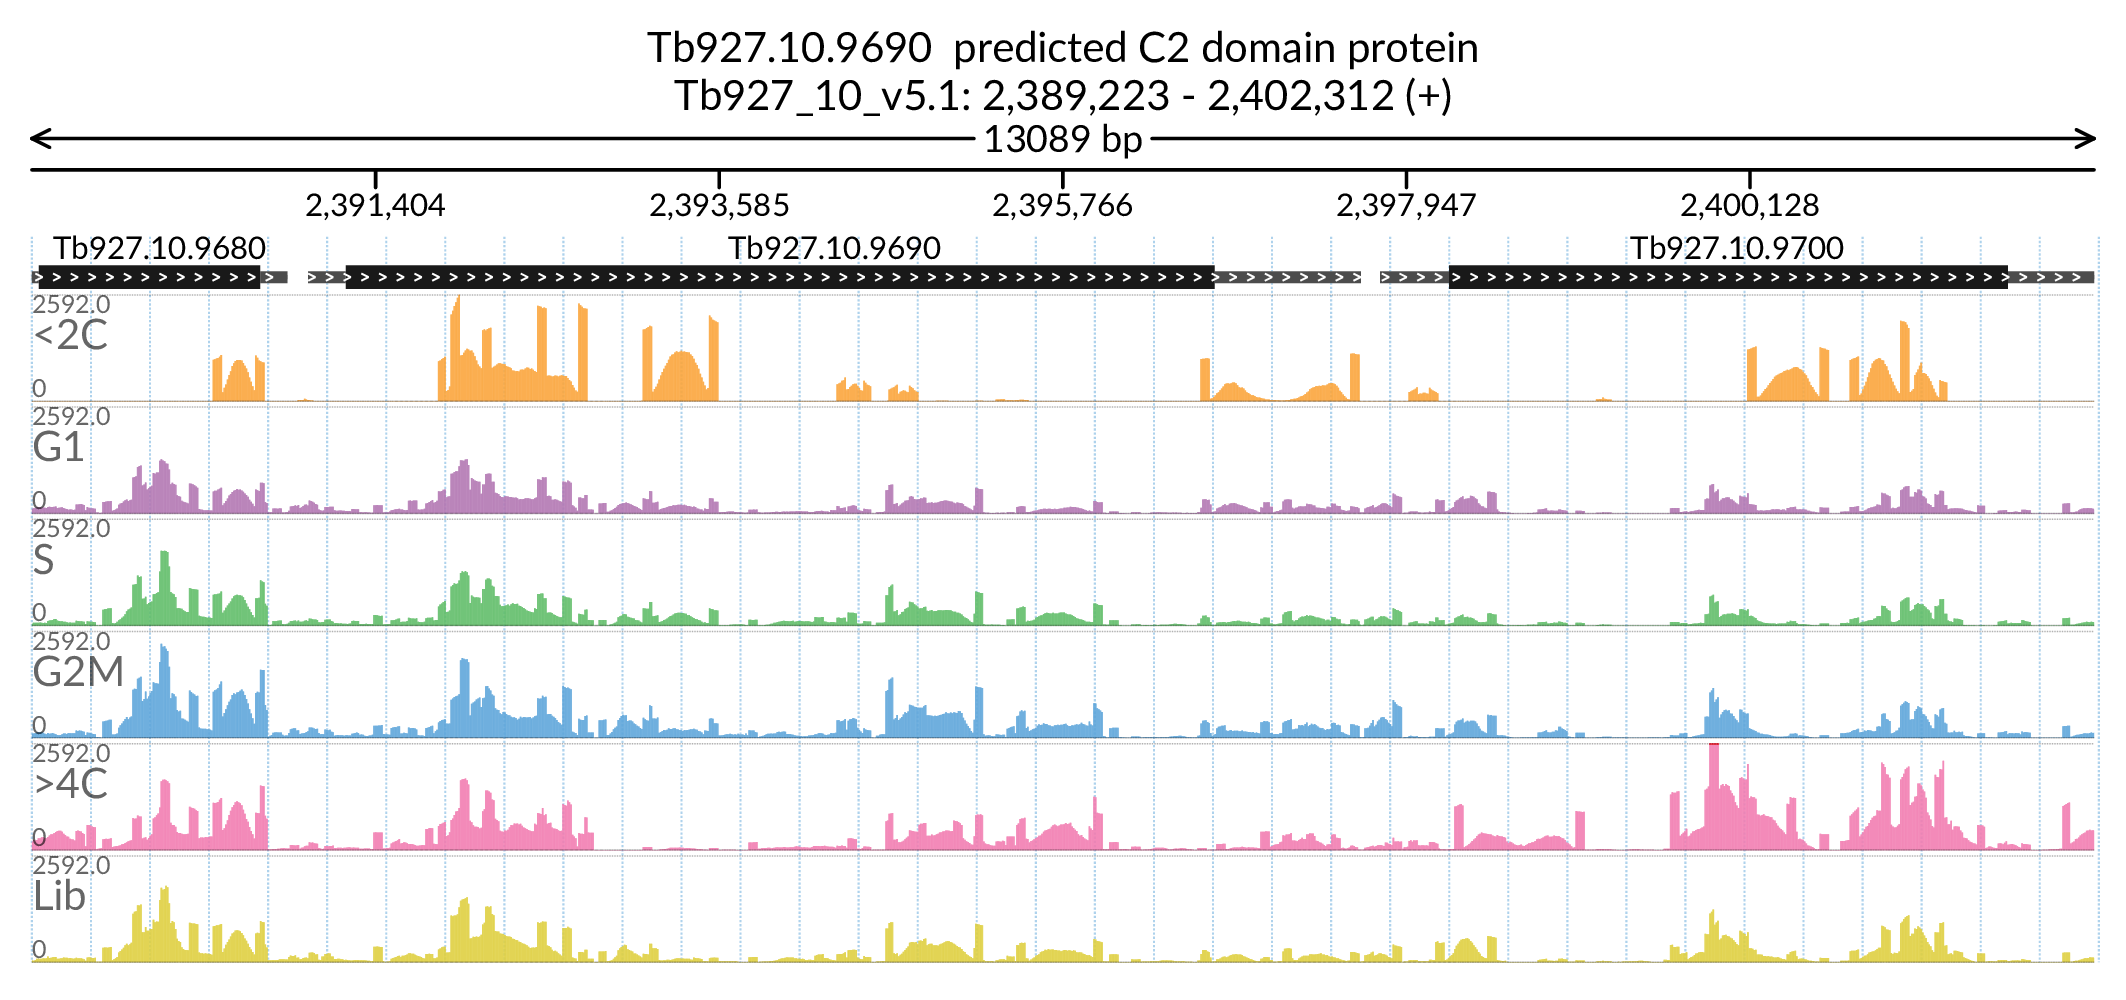 Tb927.10.9690 predicted C2 domain protein
Tb927_10_v5.1: 2,389,223 - 2,402,312 (+)
13089 bp
2,391,404 2,393,585 2,395,766 2,397,947 2,400,128
Tb927.10.9680 Tb927.10.9690 Tb927.10.9700
2592.0
<2C
0
2592.0
G1
0
2592.0
S
0
2592.0
G2M
0
2592.0
>4C
0
2592.0
Lib
0